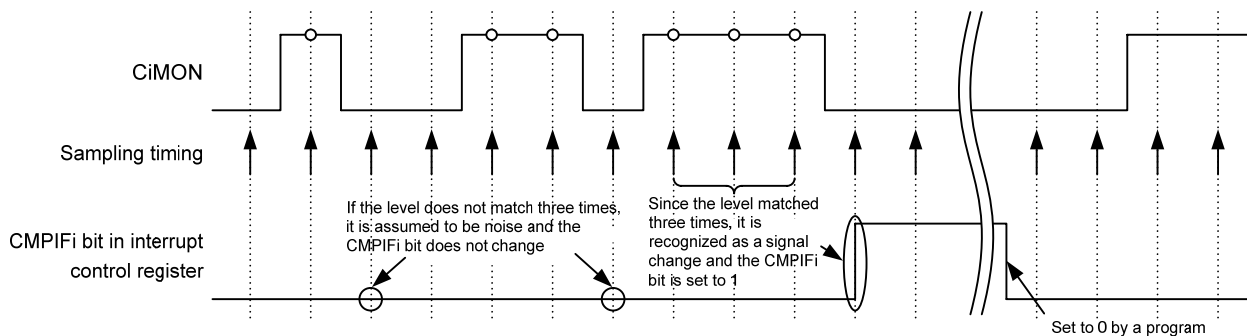 CiMON
Sampling timing
If the level does not match three times,
it is assumed to be noise and the
CMPIFi bit does not change
Since the level matched
three times, it is
recognized as a signal
change and the CMPIFi
bit is set to 1
CMPIFi bit in interrupt
control register
Set to 0 by a program